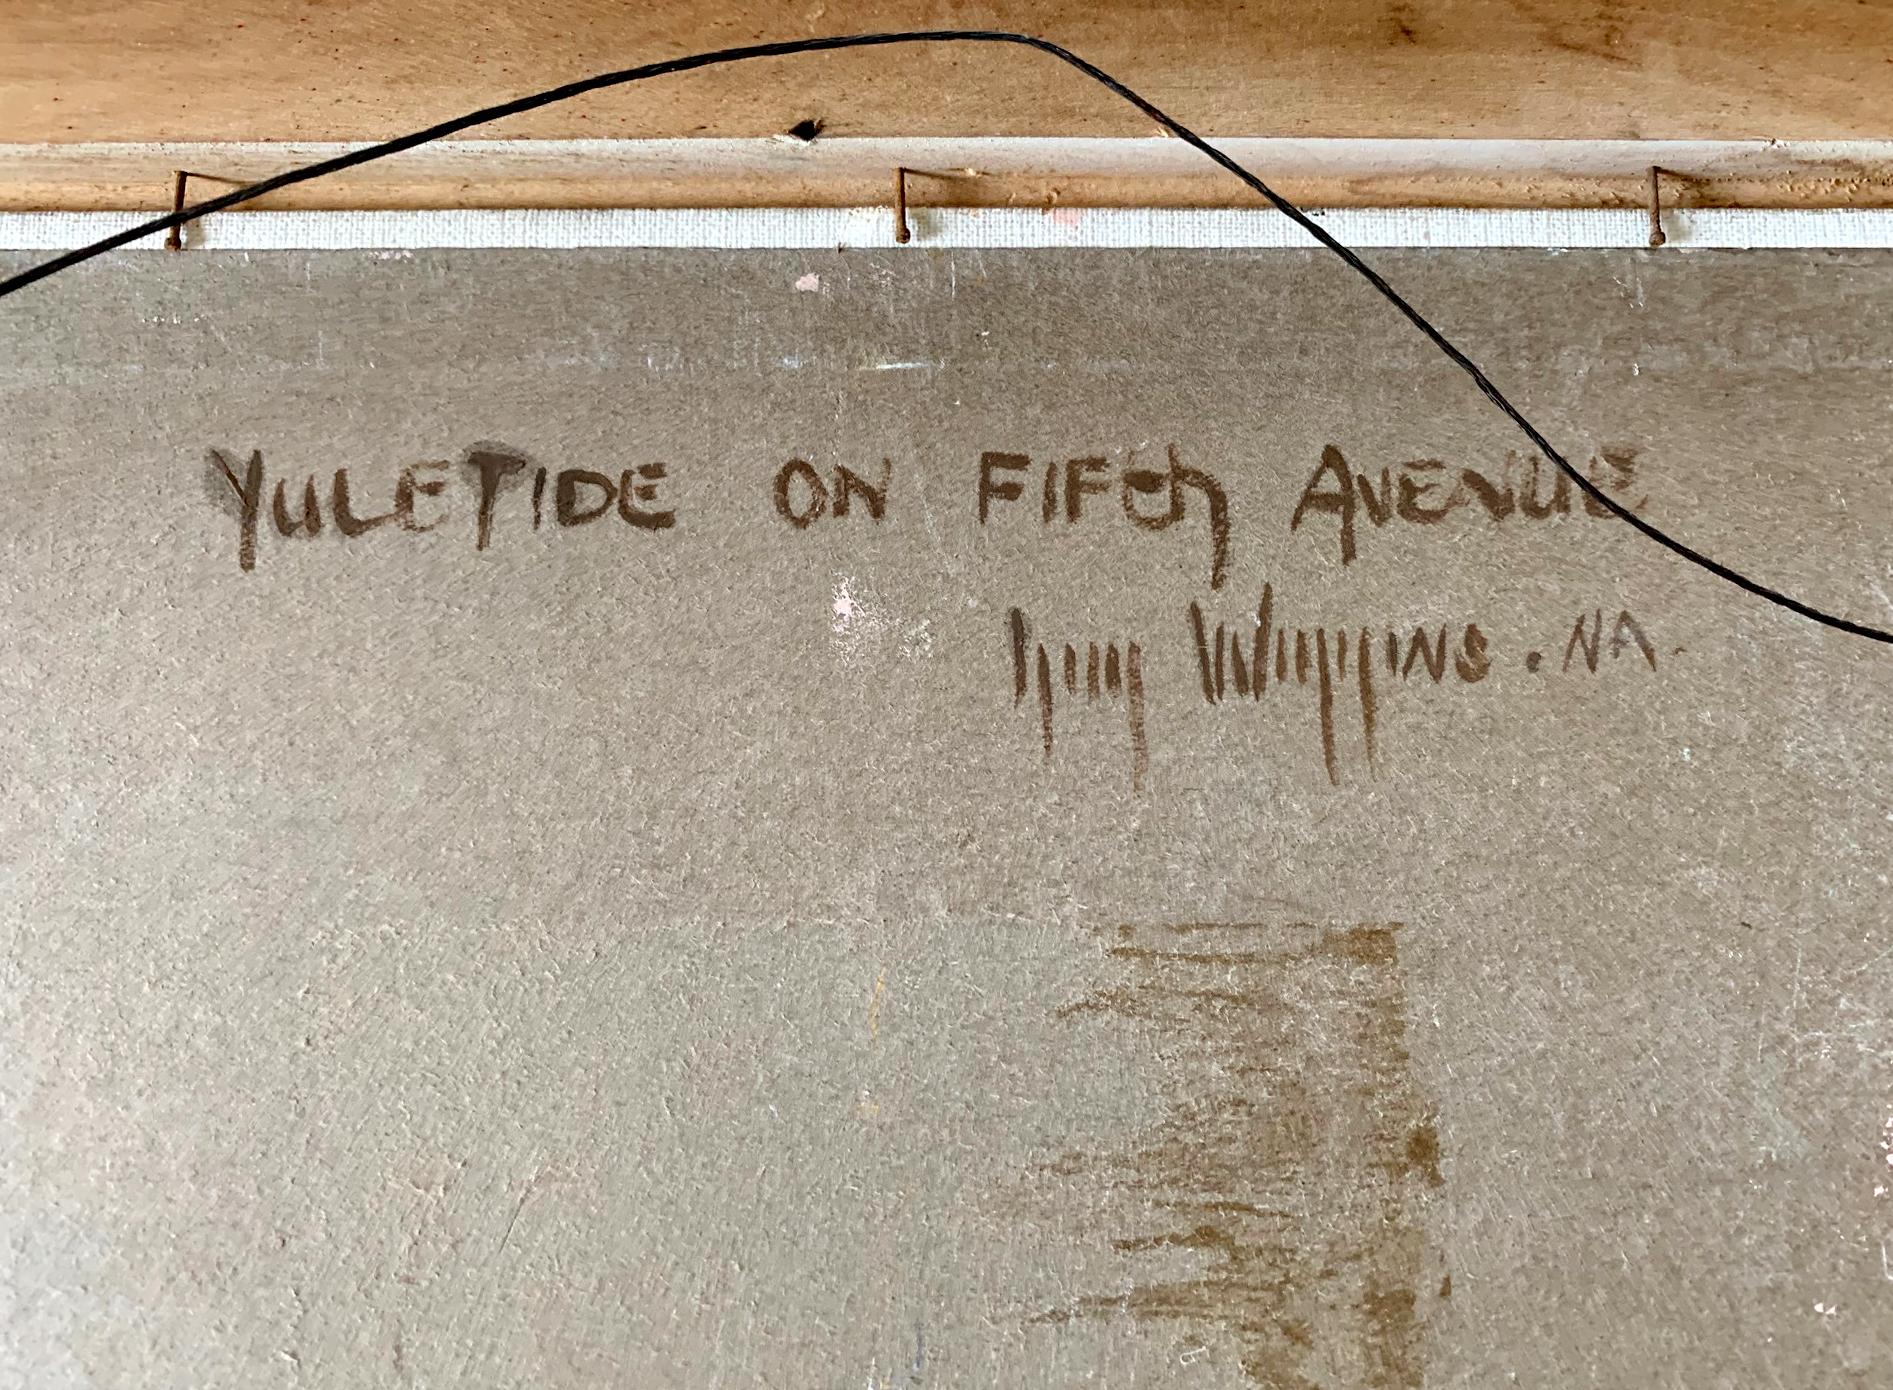 YULETIDE ON FIFTH AVENUE
Guy Wiggins. NA.